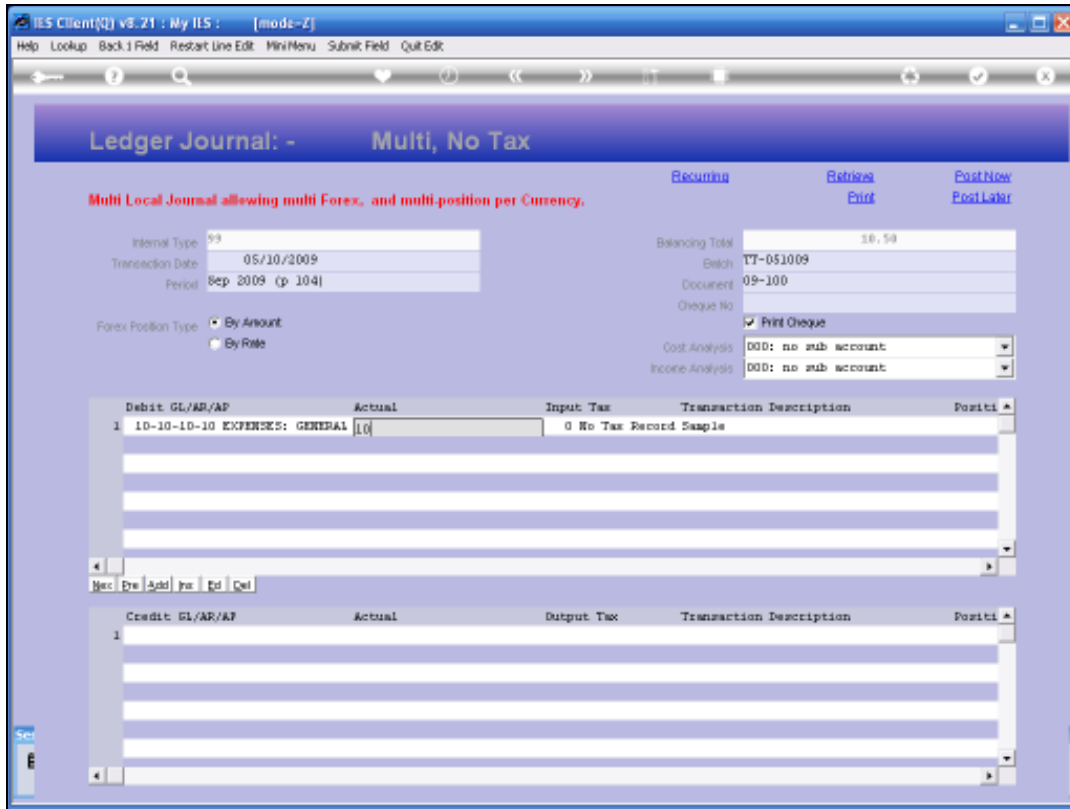 IES Client(Q) v8.21 : My IES : [mode-Z]
Help Lookup Back 1 Field Restart Line Edit MiniMenu Submit Field Quit Edit
Ledger Journal: - Multi, No Tax
Recurring Retrieve Post Now
Multi Local Journal allowing multi Forex, and multi-position per Currency. Print Post Later
Internal Type 99 Balancing Total 10.50
Transaction Date 05/10/2009 Batch TT-051009
Period Sep 2009 (p 104) Document 09-100
Cheque No
Forex Position Type By Amount Print Cheque
By Rate Cost Analysis 000: no sub account
Income Analysis 000: no sub account
Debit GL/AR/AP Actual Input Tax Transaction Description Positi
1 10-10-10-10 EXPENSES: GENERAL 10 0 No Tax Record Sample
Nex Pre Add Ins Ed Del
Credit GL/AR/AP Actual Output Tax Transaction Description Positi
1
Se